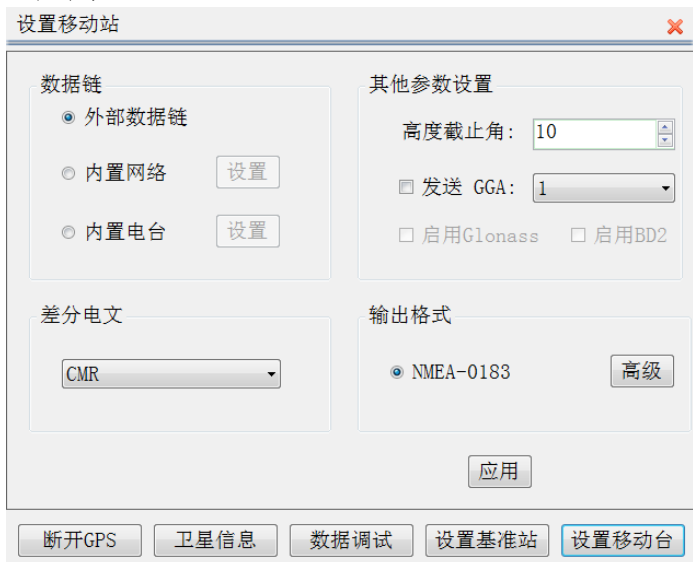 设置移动站
数据链
外部数据链
内置网络 设置
内置电台 设置
其他参数设置
高度截止角: 10
发送 GGA: 1
启用Glonass 启用BD2
差分电文
CMR
输出格式
NMEA-0183 高级
应用
断开GPS 卫星信息 数据调试 设置基准站 设置移动台